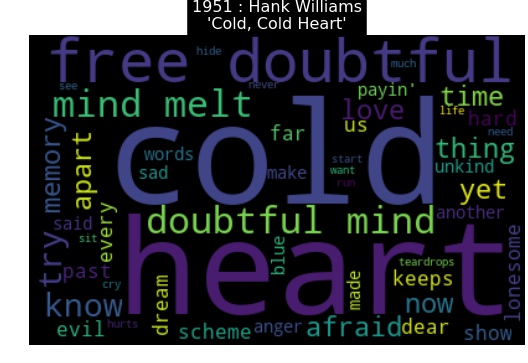 1951 : Hank Williams
'Cold, Cold Heart'
hide
free doubtful
much
see
never
payin'
life
mind melt
love
time
us
hard
far
need
cold
thing
words
start
unkind
sad
make
want
run
yet
memory
apart
try
doubtful mind
another
said
every
sit
heart
blue
lonesome
past
teardrops
cry
made
keeps
dream
know
now
evil
hurts
scheme
anger
afraid
dear
show